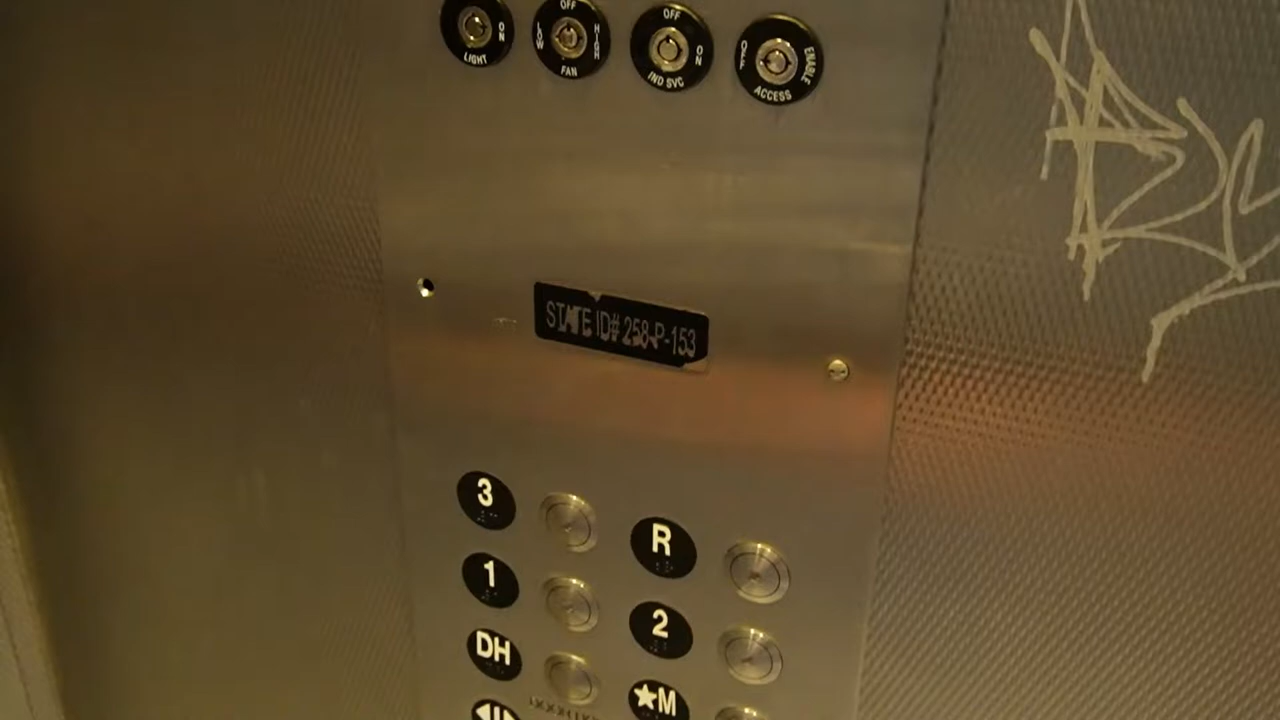 ON
LIGHT
OFF
LOW
HIGH
FAN
OFF
ON
IND SVC
OFF
ENABLE
ACCESS
STATE ID# 258-P-153
3
R
1
2
DH
★M